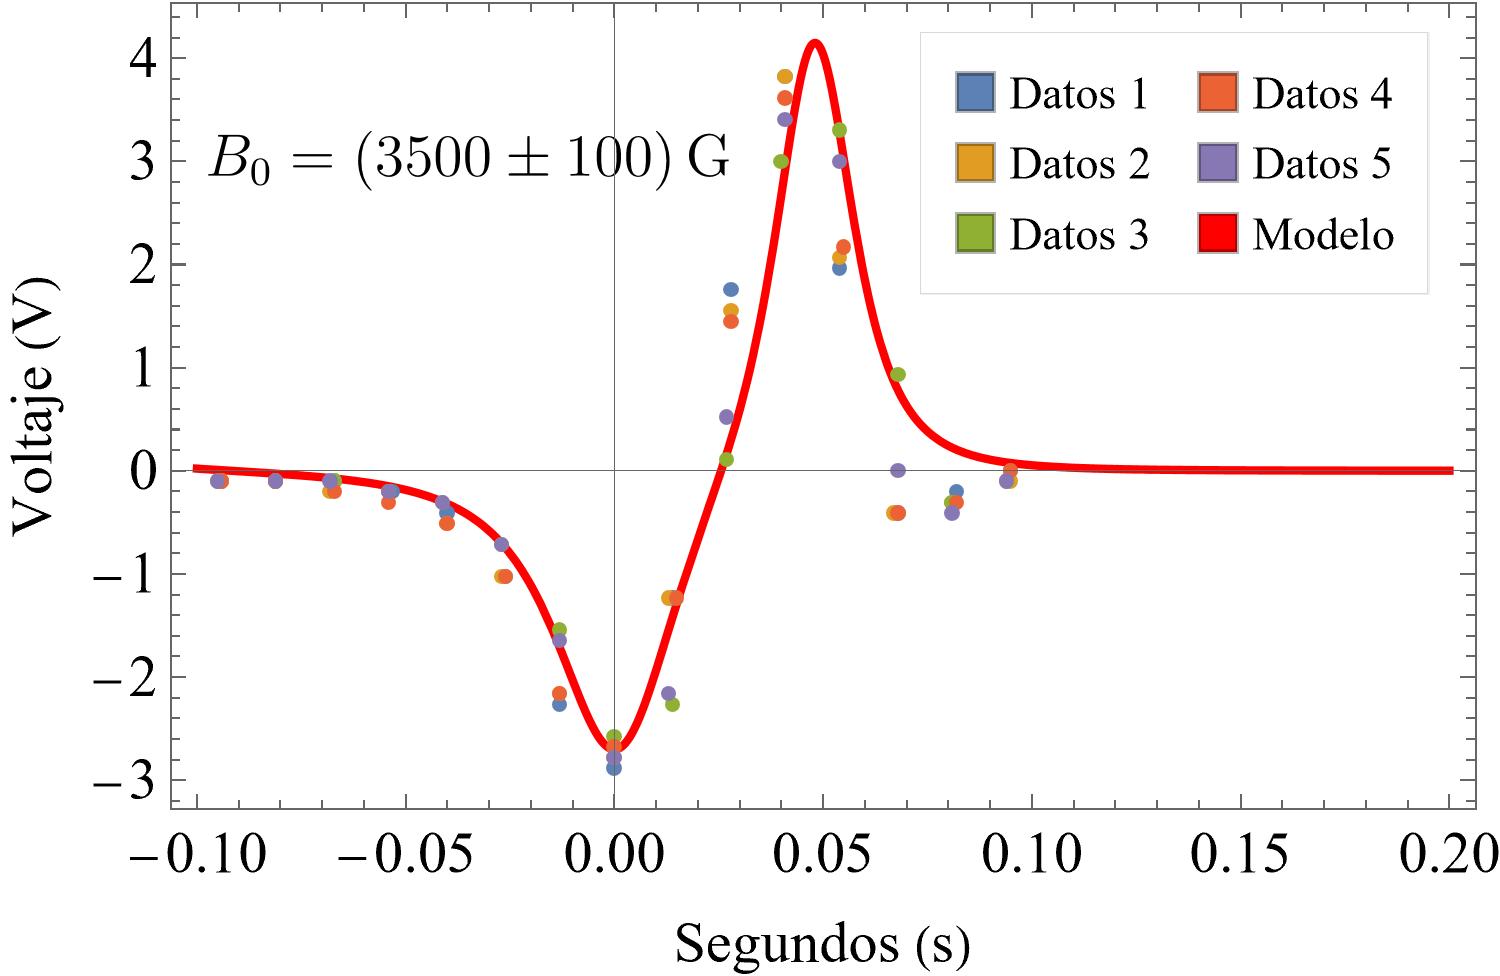 4
3
2
1
0
−1
−2
−3
Voltaje (V)
B₀ = (3500 ± 100) G
Datos 1
Datos 4
Datos 2
Datos 5
Datos 3
Modelo
−0.10 −0.05 0.00 0.05 0.10 0.15 0.20
Segundos (s)